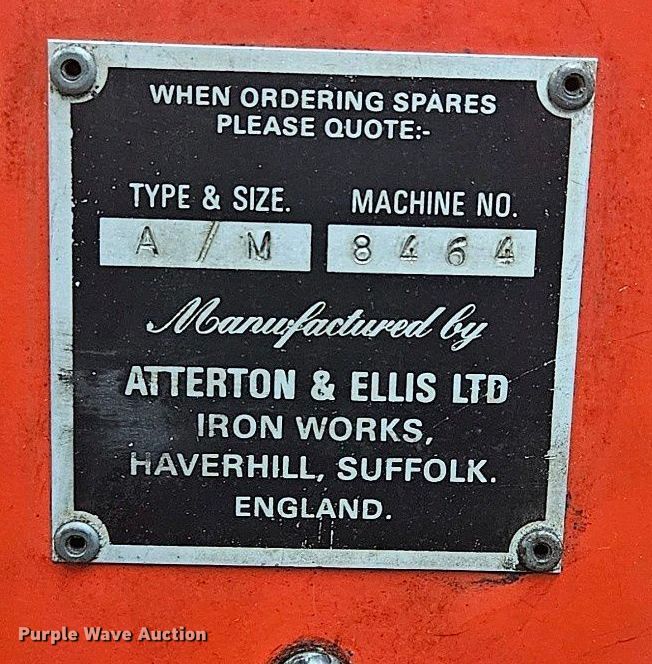 WHEN ORDERING SPARES
PLEASE QUOTE:-
TYPE & SIZE. MACHINE NO.
A / M 8464
Manufactured by
ATTERTON & ELLIS LTD
IRON WORKS,
HAVERHILL, SUFFOLK.
ENGLAND.
Purple Wave Auction